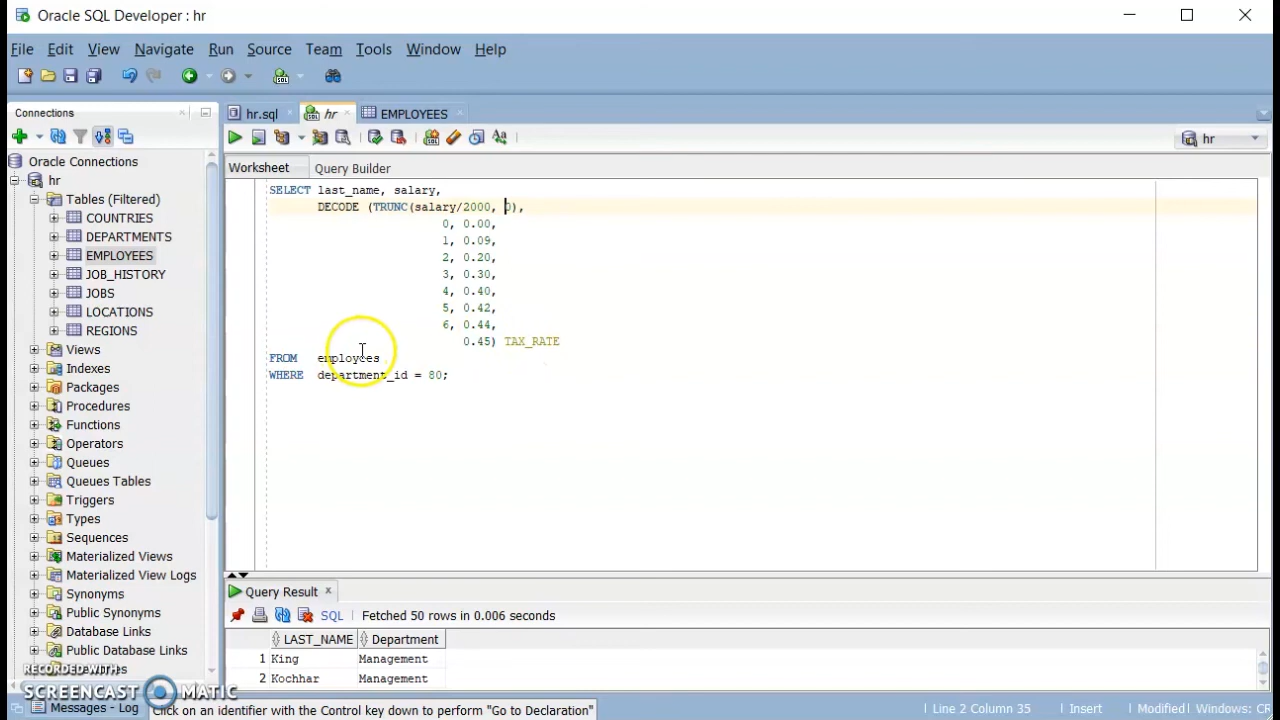 Oracle SQL Developer : hr
File Edit View Navigate Run Source Team Tools Window Help
Connections
hr.sql hr EMPLOYEES
hr
Worksheet Query Builder
Oracle Connections
hr
Tables (Filtered)
COUNTRIES
DEPARTMENTS
EMPLOYEES
JOB_HISTORY
JOBS
LOCATIONS
REGIONS
Views
Indexes
Packages
Procedures
Functions
Operators
Queues
Queues Tables
Triggers
Types
Sequences
Materialized Views
Materialized View Logs
Synonyms
Public Synonyms
Database Links
Public Database Links
SELECT last_name, salary,
DECODE (TRUNC(salary/2000, 0),
0, 0.00,
1, 0.09,
2, 0.20,
3, 0.30,
4, 0.40,
5, 0.42,
6, 0.44,
0.45) TAX_RATE
FROM employees
WHERE department_id = 80;
Query Result
SQL | Fetched 50 rows in 0.006 seconds
LAST_NAME Department
1 King Management
2 Kochhar Management
RECORDED WITH
SCREENCAST MATIC
Messages - Log
Click on an identifier with the Control key down to perform "Go to Declaration"
Line 2 Column 35 Insert Modified Windows: CR